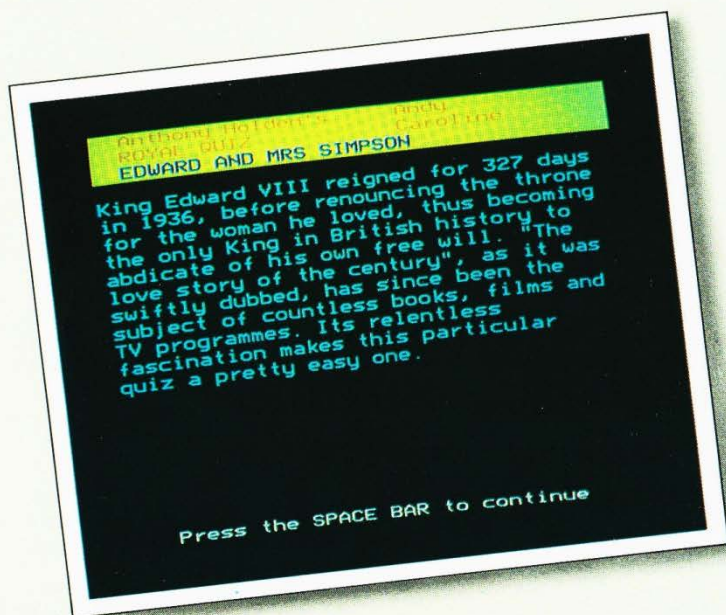 Anthony Holden's Andy
ROYAL QUIZ Caroline
EDWARD AND MRS SIMPSON
King Edward VIII reigned for 327 days
in 1936, before renouncing the throne
for the woman he loved, thus becoming
the only King in British history to
abdicate of his own free will. "The
love story of the century", as it was
swiftly dubbed, has since been the
subject of countless books, films and
TV programmes. Its relentless
fascination makes this particular
quiz a pretty easy one.
Press the SPACE BAR to continue